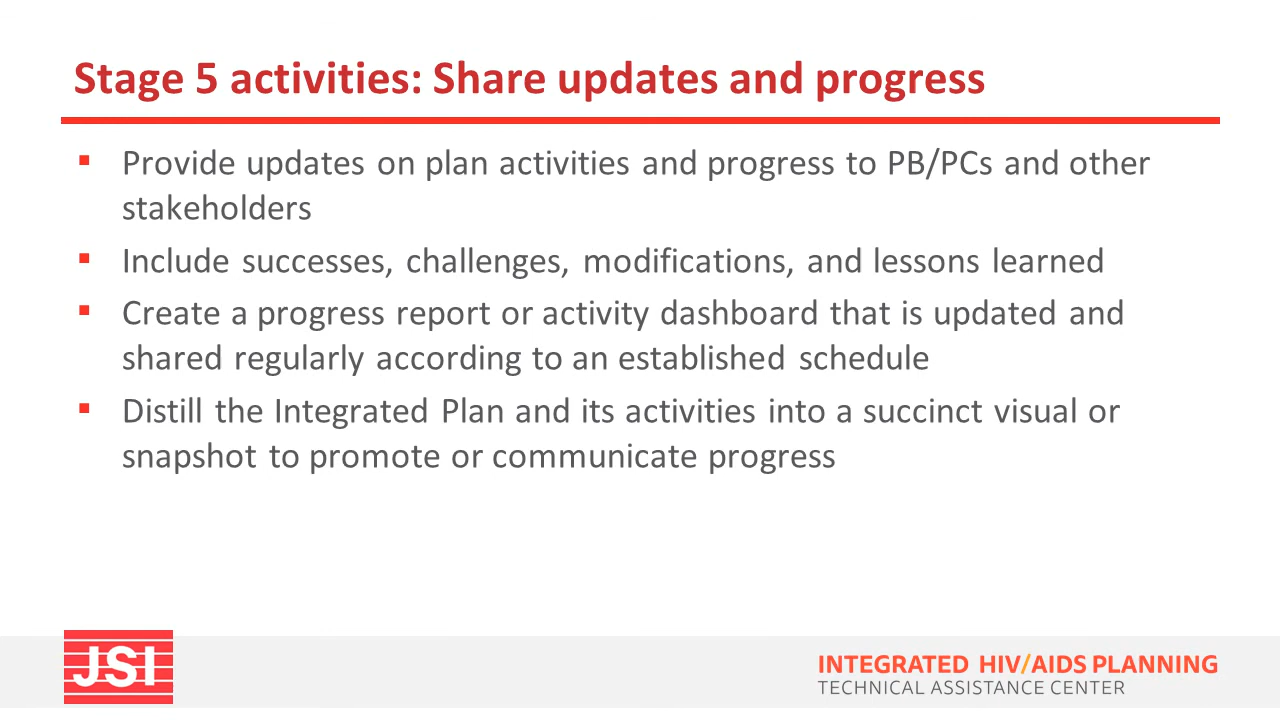 Stage 5 activities: Share updates and progress
▪ Provide updates on plan activities and progress to PB/PCs and other
stakeholders
▪ Include successes, challenges, modifications, and lessons learned
▪ Create a progress report or activity dashboard that is updated and
shared regularly according to an established schedule
▪ Distill the Integrated Plan and its activities into a succinct visual or
snapshot to promote or communicate progress
JSI
INTEGRATED HIV/AIDS PLANNING
TECHNICAL ASSISTANCE CENTER